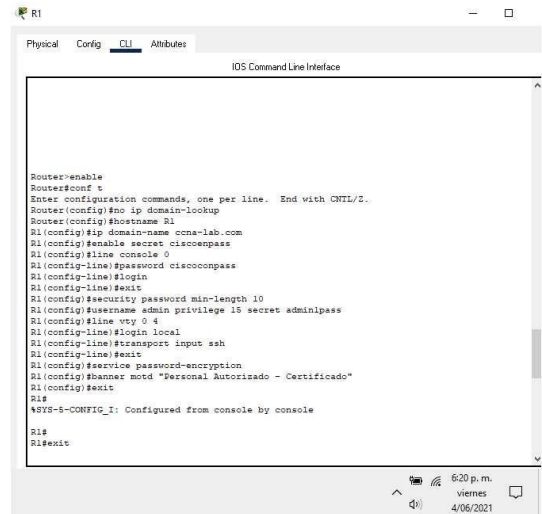 R1
Physical Config CLI Attributes
IOS Command Line Interface
Router>enable
Router#conf t
Enter configuration commands, one per line. End with CNTL/Z.
Router(config)#no ip domain-lookup
Router(config)#hostname R1
R1(config)#ip domain-name ccna-lab.com
R1(config)#enable secret ciscoenpass
R1(config)#line console 0
R1(config-line)#password ciscoconpass
R1(config-line)#login
R1(config-line)#exit
R1(config)#security password min-length 10
R1(config)#username admin privilege 15 secret admin1pass
R1(config)#line vty 0 4
R1(config-line)#login local
R1(config-line)#transport input ssh
R1(config-line)#exit
R1(config)#service password-encryption
R1(config)#banner motd "Personal Autorizado - Certificado"
R1(config)#exit
R1#
%SYS-5-CONFIG_I: Configured from console by console
R1#
R1#exit
6:20 p. m.
viernes
4/06/2021